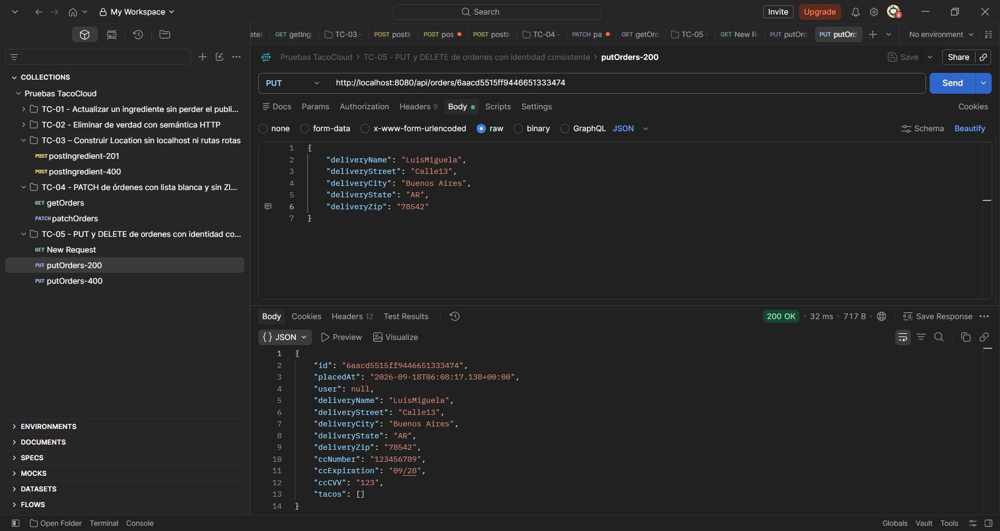 My Workspace
Search
Invite
Upgrade
GET getIng
TC-03 -
POST postIr
POST pos
POST postIr
TC-04 -
PATCH pa
GET getOrd
TC-05 -
GET New R
PUT putOrd
PUT putOrd
No environment
Pruebas TacoCloud > TC-05 - PUT y DELETE de ordenes con identidad consistente > putOrders-200
Save
Share
COLLECTIONS
Pruebas TacoCloud
TC-01 - Actualizar un ingrediente sin perder el publi...
TC-02 - Eliminar de verdad con semántica HTTP
TC-03 – Construir Location sin localhost ni rutas rotas
POST postIngredient-201
POST postIngredient-400
TC-04 - PATCH de órdenes con lista blanca y sin ZI...
GET getOrders
PATCH patchOrders
TC-05 - PUT y DELETE de ordenes con identidad co...
GET New Request
PUT putOrders-200
PUT putOrders-400
ENVIRONMENTS
DOCUMENTS
SPECS
MOCKS
DATASETS
FLOWS
PUT
http://localhost:8080/api/orders/6aacd5515ff9446651333474
Send
Docs
Params
Authorization
Headers 9
Body
Scripts
Settings
Cookies
none
form-data
x-www-form-urlencoded
raw
binary
GraphQL
JSON
Schema
Beautify
1 {
2 "deliveryName": "LuisMiguela",
3 "deliveryStreet": "Calle13",
4 "deliveryCity": "Buenos Aires",
5 "deliveryState": "AR",
6 "deliveryZip": "78542"
7 }
Body
Cookies
Headers 12
Test Results
200 OK
32 ms
717 B
e.g. Save Response
{} JSON
Preview
Visualize
1 {
2 "id": "6aacd5515ff9446651333474",
3 "placedAt": "2026-09-18T06:08:17.138+00:00",
4 "user": null,
5 "deliveryName": "LuisMiguela",
6 "deliveryStreet": "Calle13",
7 "deliveryCity": "Buenos Aires",
8 "deliveryState": "AR",
9 "deliveryZip": "78542",
10 "ccNumber": "123456789",
11 "ccExpiration": "09/28",
12 "ccCVV": "123",
13 "tacos": []
14 }
Open Folder
Terminal
Console
Globals
Vault
Tools